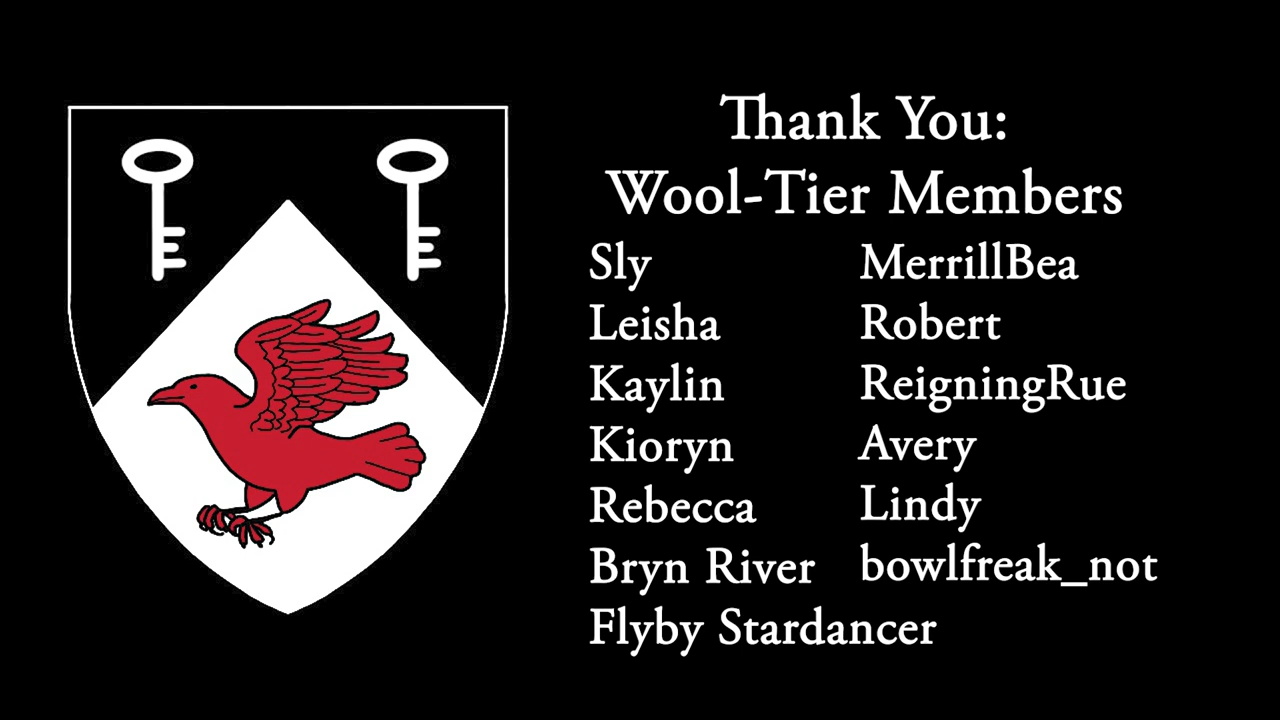 Thank You:
Wool-Tier Members
Sly
Leisha
Kaylin
Kioryn
Rebecca
Bryn River
Flyby Stardancer
MerrillBea
Robert
ReigningRue
Avery
Lindy
bowlfreak_not